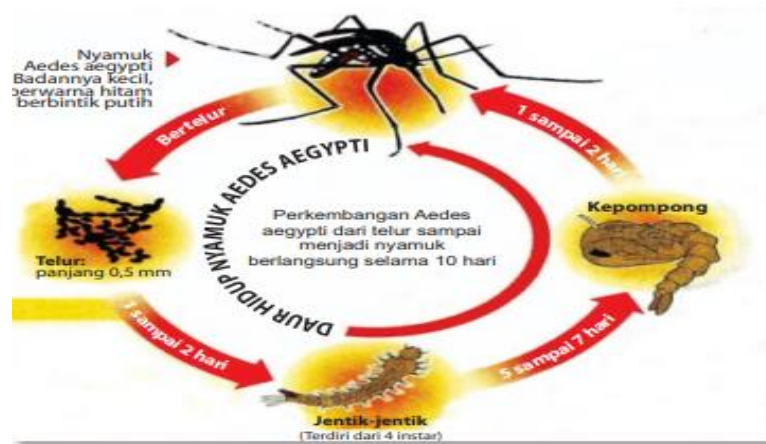 Nyamuk
Aedes aegypti
Badannya kecil,
berwarna hitam
berbintik putih
Bertelur
1 sampai 2 hari
DAUR HIDUP NYAMUK AEDES AEGYPTI
Kepompong
Perkembangan Aedes
aegypti dari telur sampai
menjadi nyamuk
berlangsung selama 10 hari
Telur:
panjang 0,5 mm
1 sampai 2 hari
5 sampai 7 hari
Jentik-jentik
(Terdiri dari 4 instar)